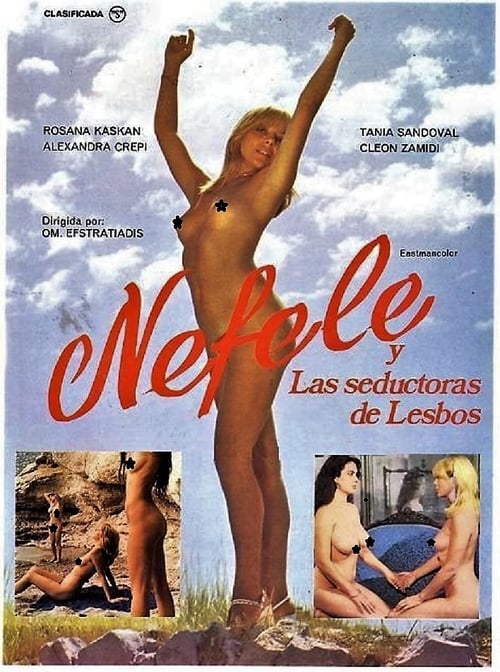 CLASIFICADA "S"
ROSANA KASKAN
ALEXANDRA CREPI
TANIA SANDOVAL
CLEON ZAMIDI
Dirigida por:
OM. EFSTRATIADIS
Eastmancolor
Nefele
y
Las seductoras
de Lesbos